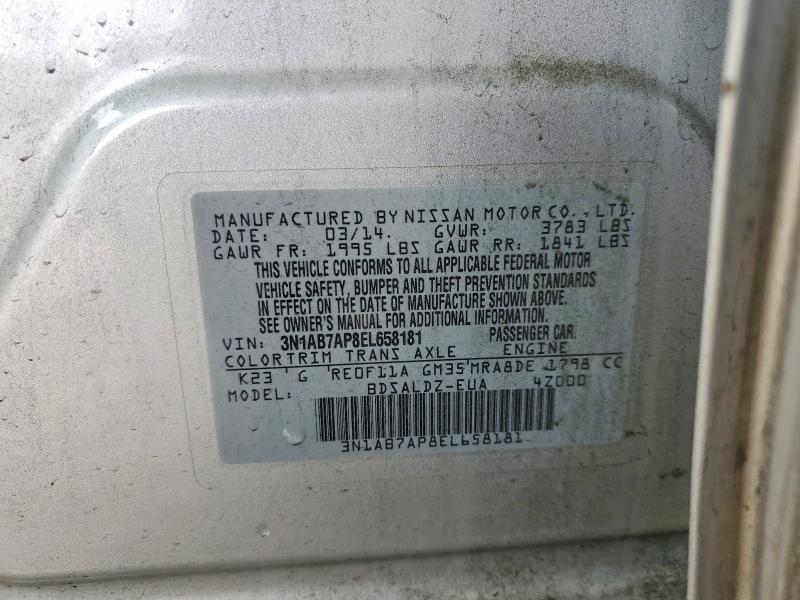 MANUFACTURED BY NISSAN MOTOR CO., LTD.
DATE: 03/14. GVWR: 3783 LBS
GAWR FR: 1995 LBS GAWR RR: 1841 LBS
THIS VEHICLE CONFORMS TO ALL APPLICABLE FEDERAL MOTOR
VEHICLE SAFETY, BUMPER AND THEFT PREVENTION STANDARDS
IN EFFECT ON THE DATE OF MANUFACTURE SHOWN ABOVE.
SEE OWNER'S MANUAL FOR ADDITIONAL INFORMATION.
VIN: 3N1AB7AP8EL658181 PASSENGER CAR.
COLOR TRIM TRANS AXLE ENGINE
K23 G RE0F11A GM35 MRA8DE 1798 CC
MODEL: BDSALDZ-EUA 4Z000
3N1AB7AP8EL658181